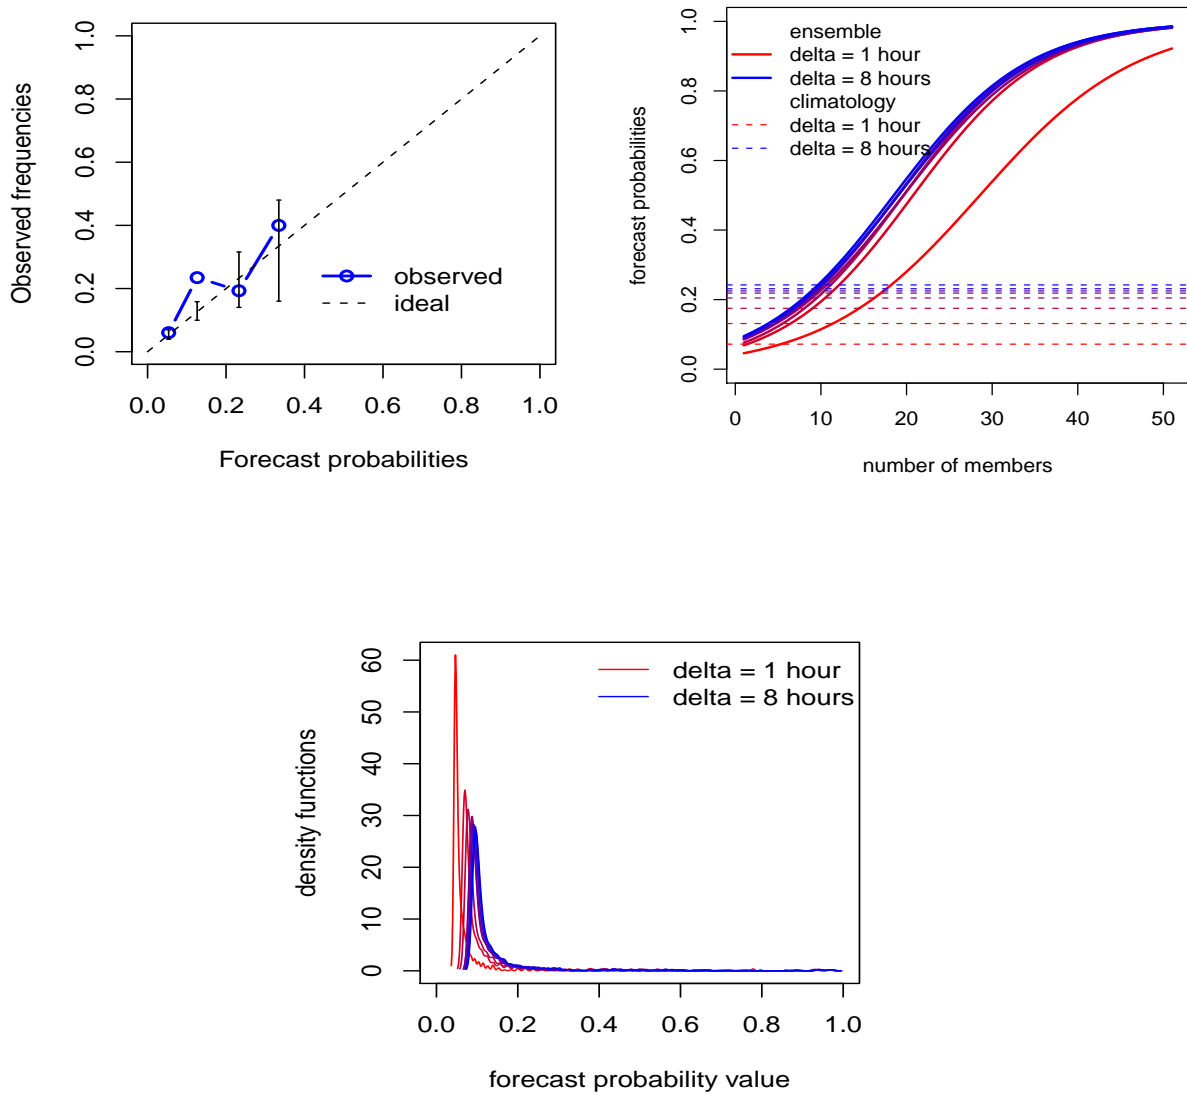 Observed frequencies
1.0
0.8
0.6
0.4
0.2
0.0
observed
ideal
0.0 0.2 0.4 0.6 0.8 1.0
Forecast probabilities
forecast probabilities
1.0
0.8
0.6
0.4
0.2
0.0
ensemble
delta = 1 hour
delta = 8 hours
climatology
delta = 1 hour
delta = 8 hours
0 10 20 30 40 50
number of members
density functions
60
50
40
30
20
10
0
delta = 1 hour
delta = 8 hours
0.0 0.2 0.4 0.6 0.8 1.0
forecast probability value